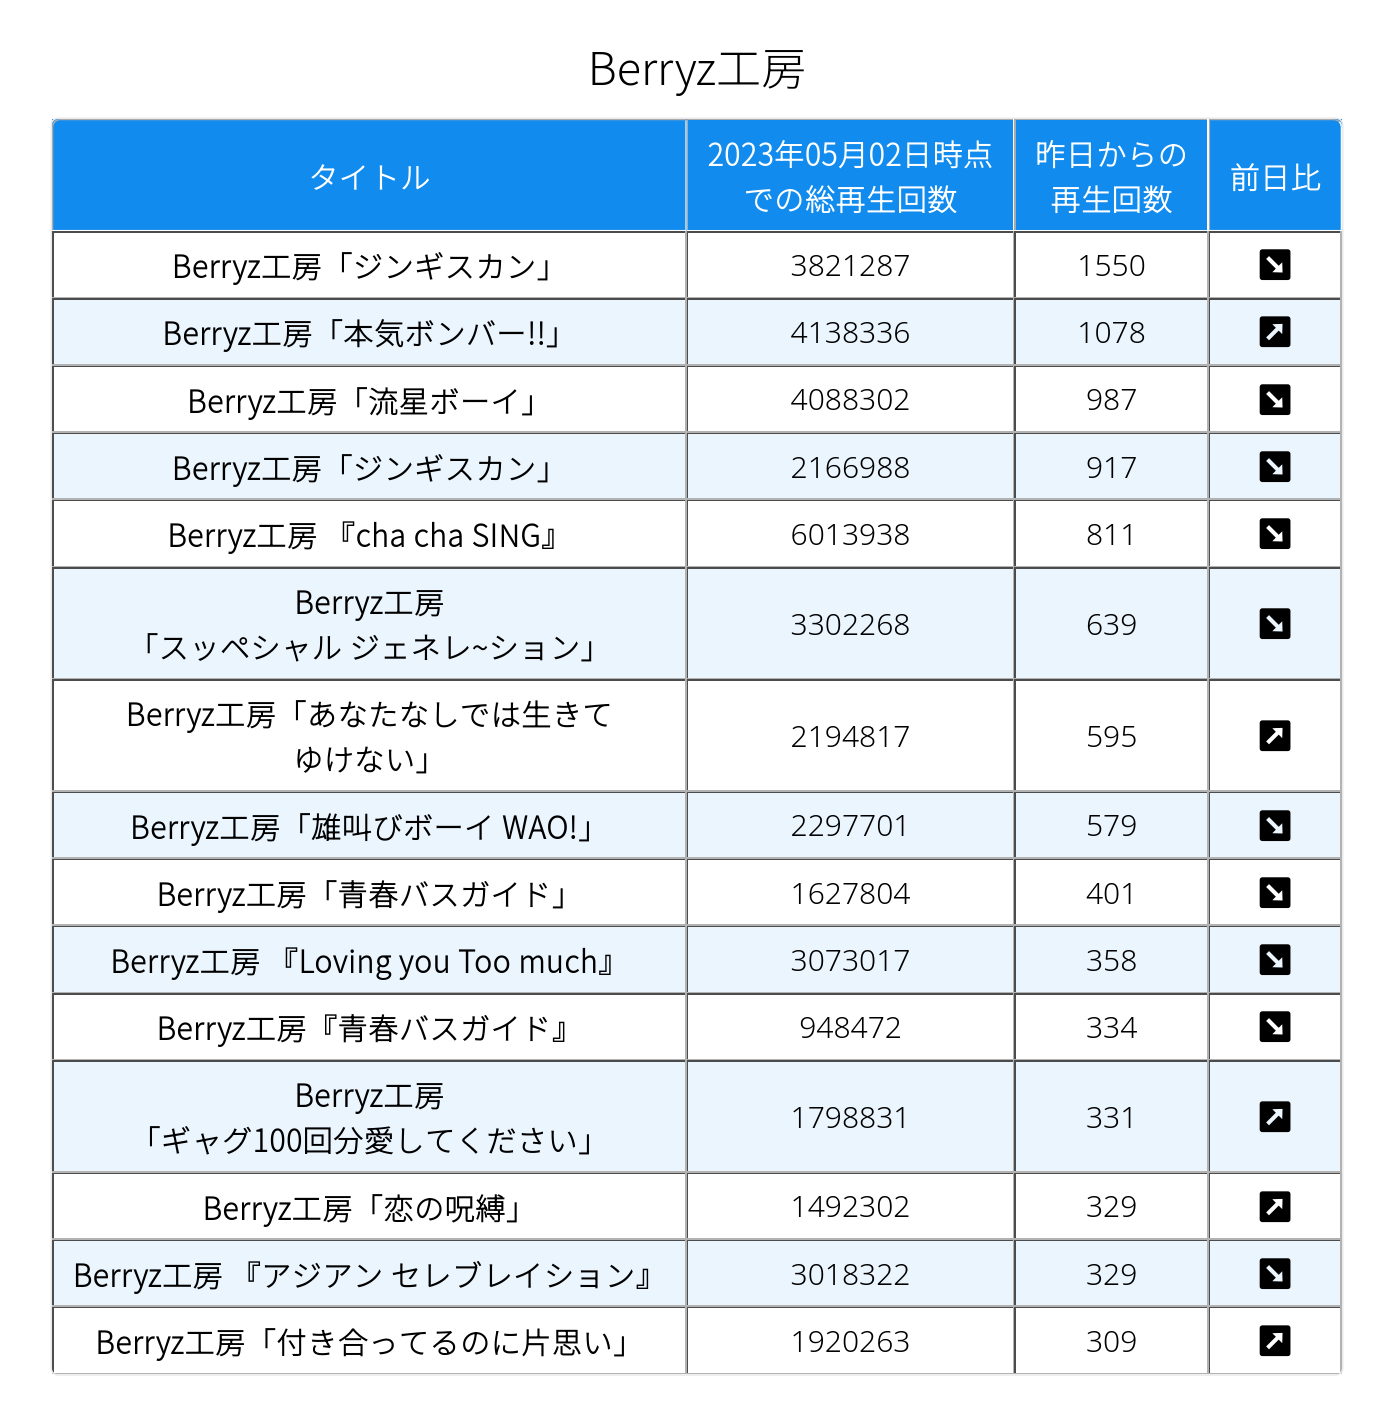 Berryz工房
タイトル
2023年05月02日時点
での総再生回数
昨日からの
再生回数
前日比
Berryz工房「ジンギスカン」 3821287 1550
Berryz工房「本気ボンバー!!」 4138336 1078
Berryz工房「流星ボーイ」 4088302 987
Berryz工房「ジンギスカン」 2166988 917
Berryz工房 『cha cha SING』 6013938 811
Berryz工房
「スッペシャル ジェネレ~ション」 3302268 639
Berryz工房「あなたなしでは生きて
ゆけない」 2194817 595
Berryz工房「雄叫びボーイ WAO!」 2297701 579
Berryz工房「青春バスガイド」 1627804 401
Berryz工房 『Loving you Too much』 3073017 358
Berryz工房『青春バスガイド』 948472 334
Berryz工房
「ギャグ100回分愛してください」 1798831 331
Berryz工房「恋の呪縛」 1492302 329
Berryz工房 『アジアン セレブレイション』 3018322 329
Berryz工房「付き合ってるのに片思い」 1920263 309